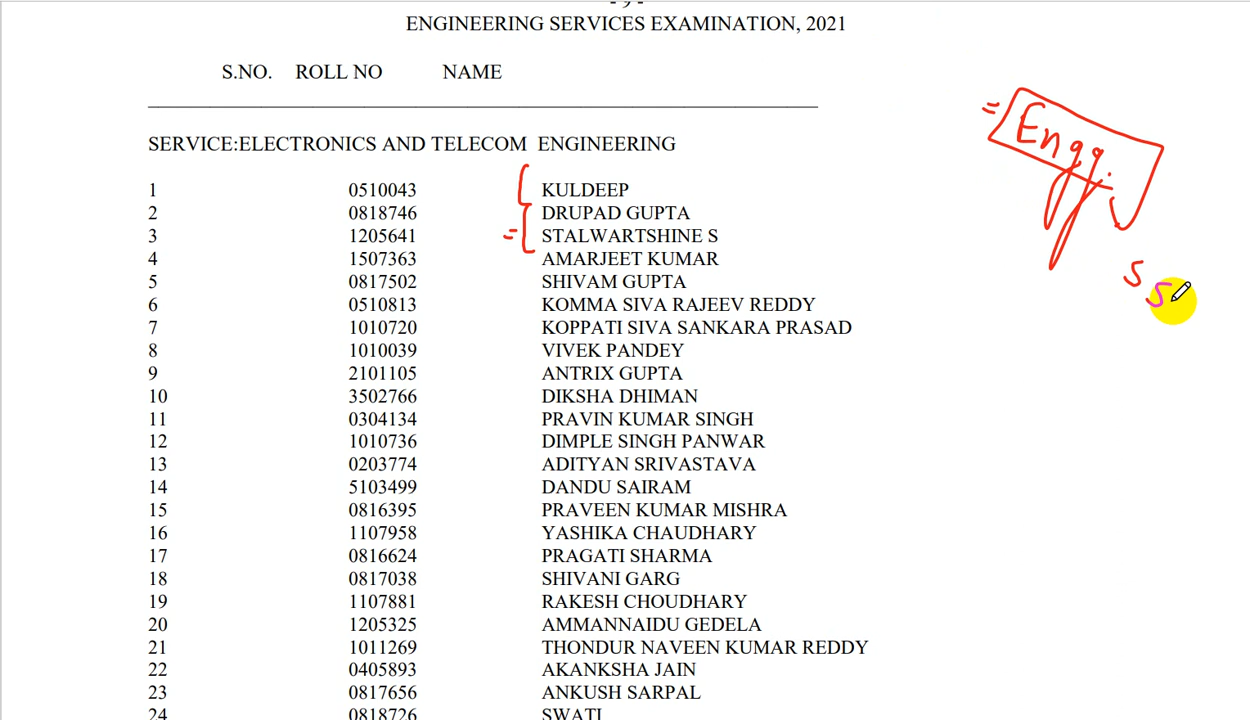 - 9 -
ENGINEERING SERVICES EXAMINATION, 2021
S.NO. ROLL NO NAME
SERVICE:ELECTRONICS AND TELECOM ENGINEERING
1 0510043 KULDEEP
2 0818746 DRUPAD GUPTA
3 1205641 STALWARTSHINE S
4 1507363 AMARJEET KUMAR
5 0817502 SHIVAM GUPTA
6 0510813 KOMMA SIVA RAJEEV REDDY
7 1010720 KOPPATI SIVA SANKARA PRASAD
8 1010039 VIVEK PANDEY
9 2101105 ANTRIX GUPTA
10 3502766 DIKSHA DHIMAN
11 0304134 PRAVIN KUMAR SINGH
12 1010736 DIMPLE SINGH PANWAR
13 0203774 ADITYAN SRIVASTAVA
14 5103499 DANDU SAIRAM
15 0816395 PRAVEEN KUMAR MISHRA
16 1107958 YASHIKA CHAUDHARY
17 0816624 PRAGATI SHARMA
18 0817038 SHIVANI GARG
19 1107881 RAKESH CHOUDHARY
20 1205325 AMMANNAIDU GEDELA
21 1011269 THONDUR NAVEEN KUMAR REDDY
22 0405893 AKANKSHA JAIN
23 0817656 ANKUSH SARPAL
24 0818726 SWATI
= Engg.
S
S